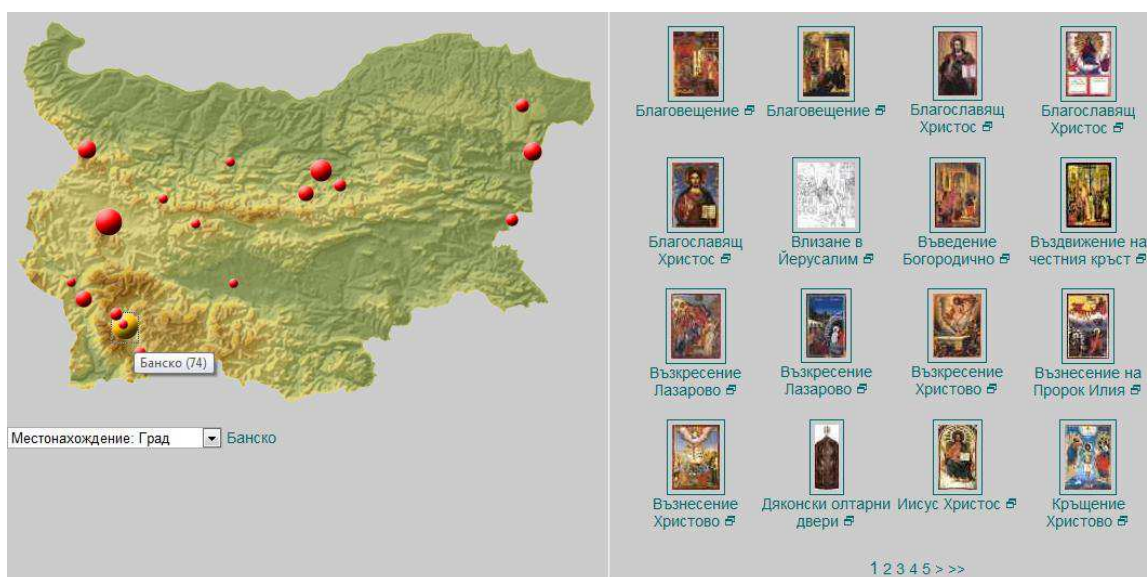 Банско (74)
Местонахождение: Град
Банско
Благовещение
Благовещение
Благославящ
Христос
Благославящ
Христос
Благославящ
Христос
Влизане в
Йерусалим
Въведение
Богородично
Въздвижение на
честния кръст
Възкресение
Лазарово
Възкресение
Лазарово
Възкресение
Христово
Възнесение на
Пророк Илия
Възнесение
Христово
Дяконски олтарни
двери
Иисус Христос
Кръщение
Христово
1 2 3 4 5 > >>